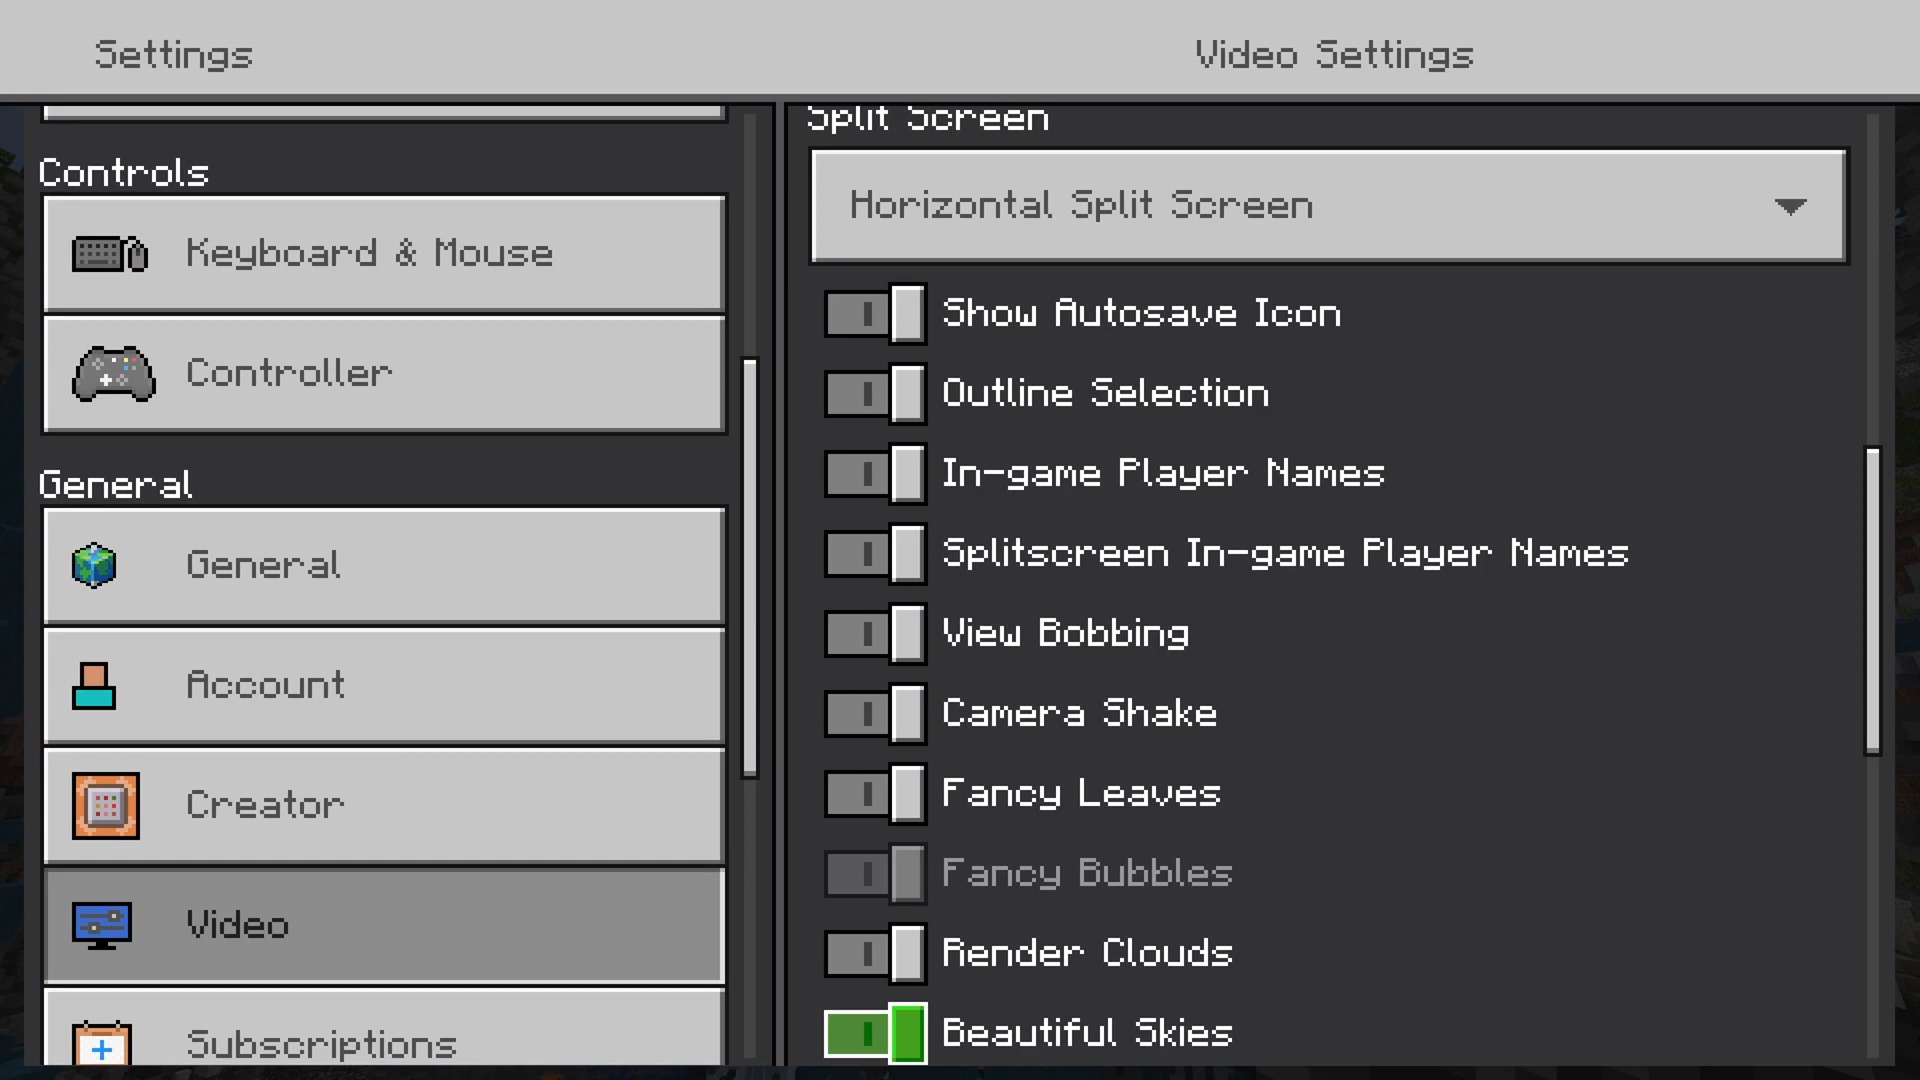 Settings
Video Settings
Controls
Keyboard & Mouse
Controller
General
General
Account
Creator
Video
Subscriptions
Split Screen
Horizontal Split Screen
Show Autosave Icon
Outline Selection
In-game Player Names
Splitscreen In-game Player Names
View Bobbing
Camera Shake
Fancy Leaves
Fancy Bubbles
Render Clouds
Beautiful Skies